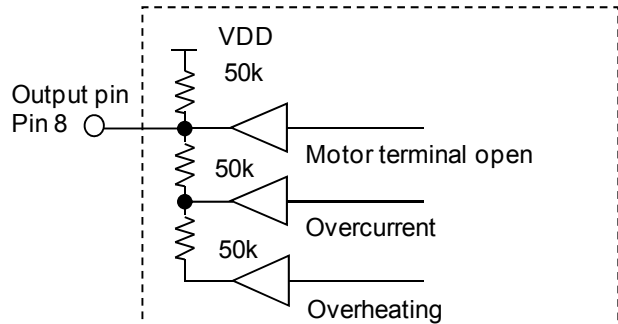 VDD
50k
Output pin
Pin 8
Motor terminal open
50k
Overcurrent
50k
Overheating